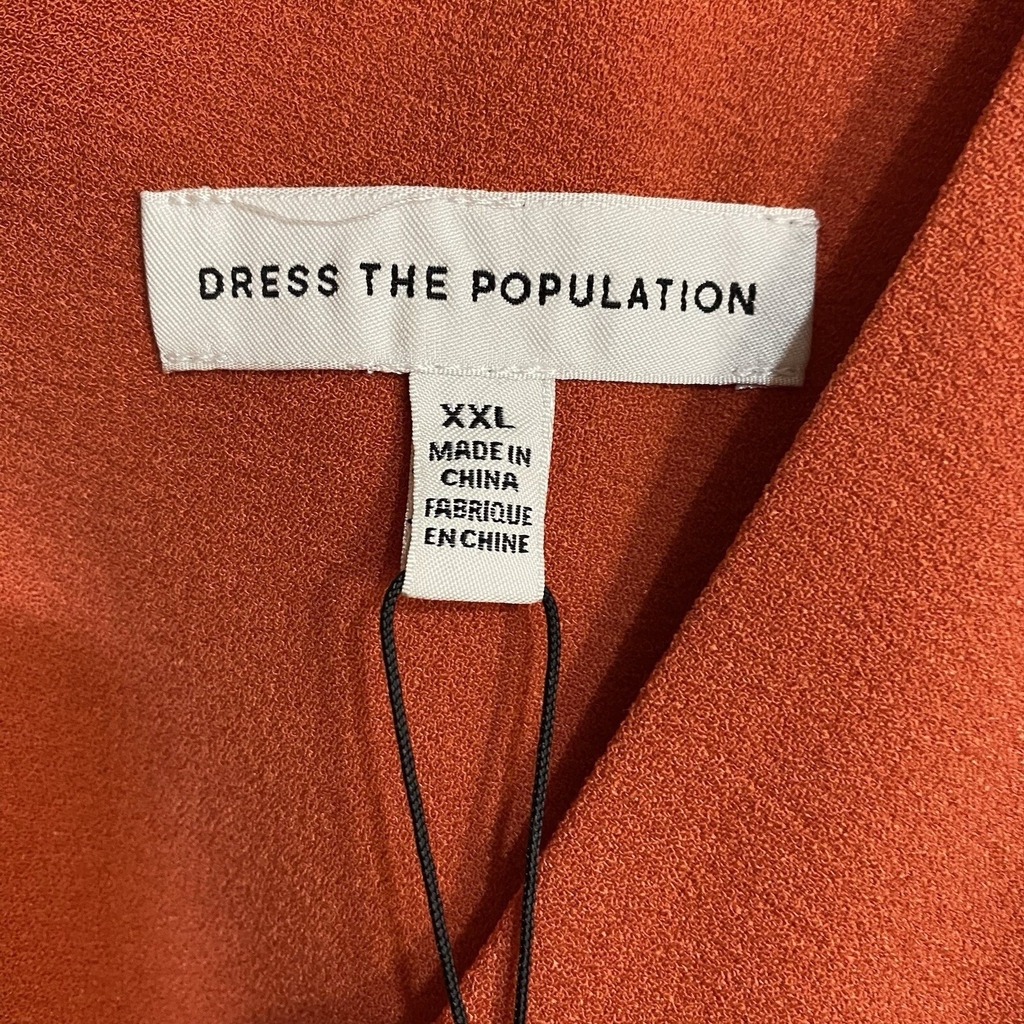 DRESS THE POPULATION
XXL
MADE IN
CHINA
FABRIQUE
EN CHINE